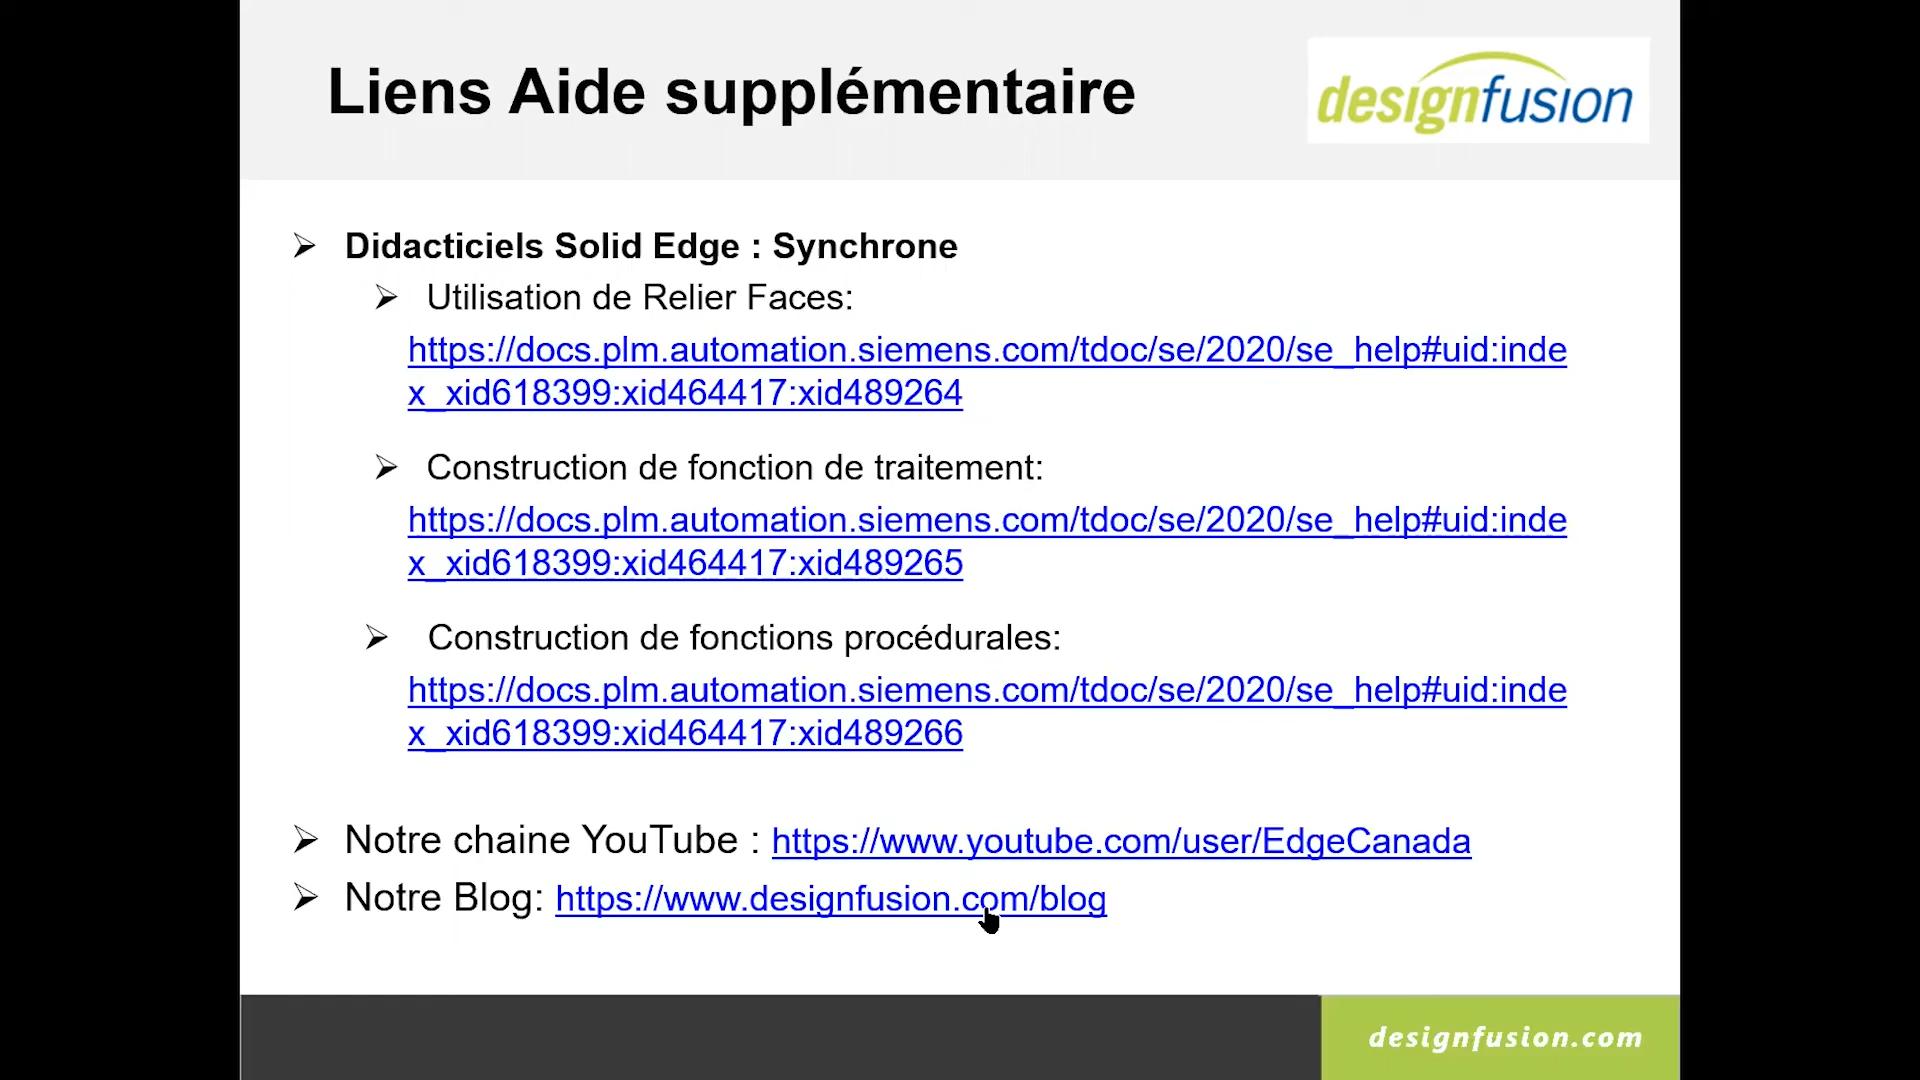 Liens Aide supplémentaire
designfusion
Didacticiels Solid Edge : Synchrone
Utilisation de Relier Faces:
https://docs.plm.automation.siemens.com/tdoc/se/2020/se_help#uid:inde
x_xid618399:xid464417:xid489264
Construction de fonction de traitement:
https://docs.plm.automation.siemens.com/tdoc/se/2020/se_help#uid:inde
x_xid618399:xid464417:xid489265
Construction de fonctions procédurales:
https://docs.plm.automation.siemens.com/tdoc/se/2020/se_help#uid:inde
x_xid618399:xid464417:xid489266
Notre chaine YouTube : https://www.youtube.com/user/EdgeCanada
Notre Blog: https://www.designfusion.com/blog
designfusion.com